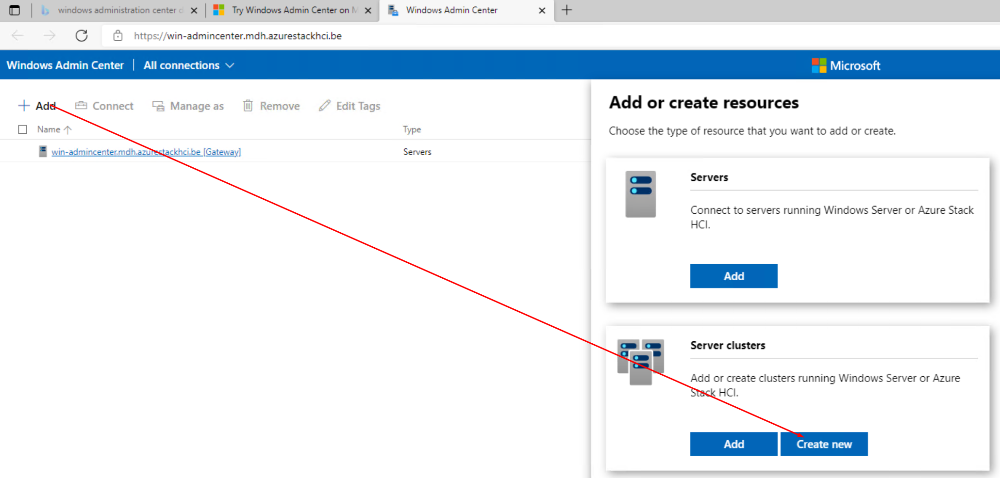 windows administration center d
Try Windows Admin Center on M
Windows Admin Center
https://win-admincenter.mdh.azurestackhci.be
Windows Admin Center
All connections
Microsoft
Add
Connect
Manage as
Remove
Edit Tags
Name
Type
win-admincenter.mdh.azurestackhci.be [Gateway]
Servers
Add or create resources
Choose the type of resource that you want to add or create.
Servers
Connect to servers running Windows Server or Azure Stack
HCI.
Add
Server clusters
Add or create clusters running Windows Server or Azure
Stack HCI.
Add
Create new